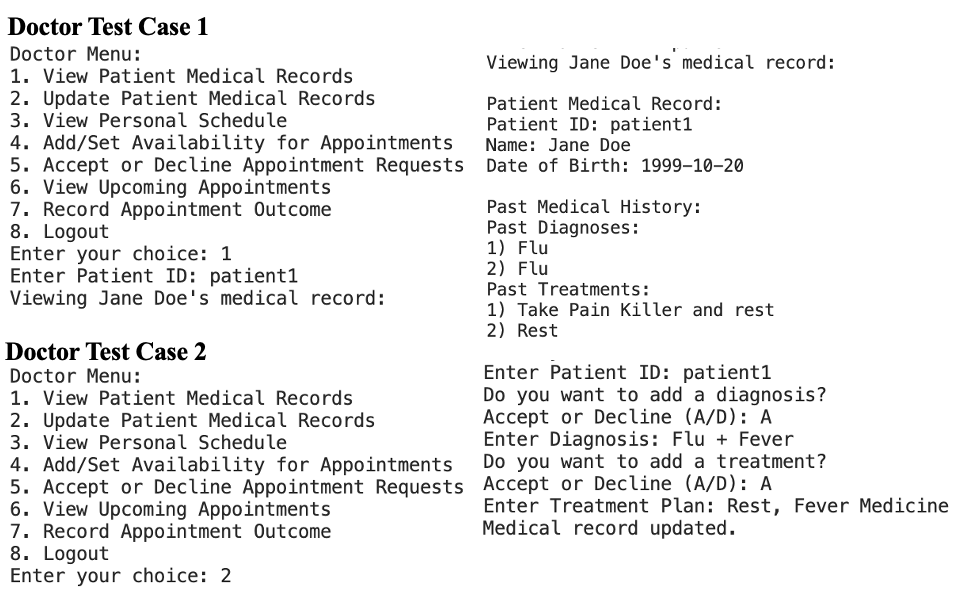 Doctor Test Case 1
Doctor Menu:
1. View Patient Medical Records
2. Update Patient Medical Records
3. View Personal Schedule
4. Add/Set Availability for Appointments
5. Accept or Decline Appointment Requests
6. View Upcoming Appointments
7. Record Appointment Outcome
8. Logout
Enter your choice: 1
Enter Patient ID: patient1
Viewing Jane Doe's medical record:
Viewing Jane Doe's medical record:
Patient Medical Record:
Patient ID: patient1
Name: Jane Doe
Date of Birth: 1999-10-20
Past Medical History:
Past Diagnoses:
1) Flu
2) Flu
Past Treatments:
1) Take Pain Killer and rest
2) Rest
Doctor Test Case 2
Doctor Menu:
1. View Patient Medical Records
2. Update Patient Medical Records
3. View Personal Schedule
4. Add/Set Availability for Appointments
5. Accept or Decline Appointment Requests
6. View Upcoming Appointments
7. Record Appointment Outcome
8. Logout
Enter your choice: 2
Enter Patient ID: patient1
Do you want to add a diagnosis?
Accept or Decline (A/D): A
Enter Diagnosis: Flu + Fever
Do you want to add a treatment?
Accept or Decline (A/D): A
Enter Treatment Plan: Rest, Fever Medicine
Medical record updated.